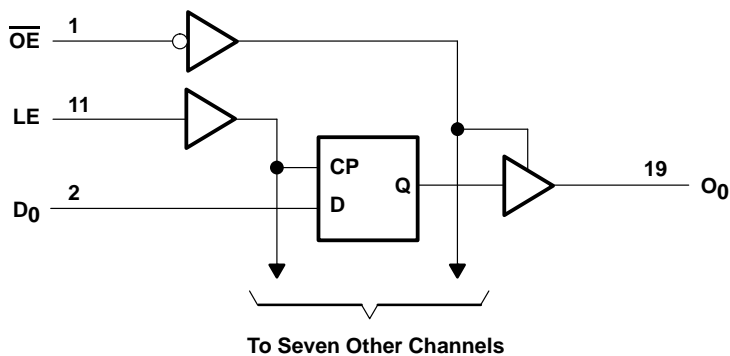 OE 1
LE 11
D0 2
CP
D
Q
19 O0
To Seven Other Channels